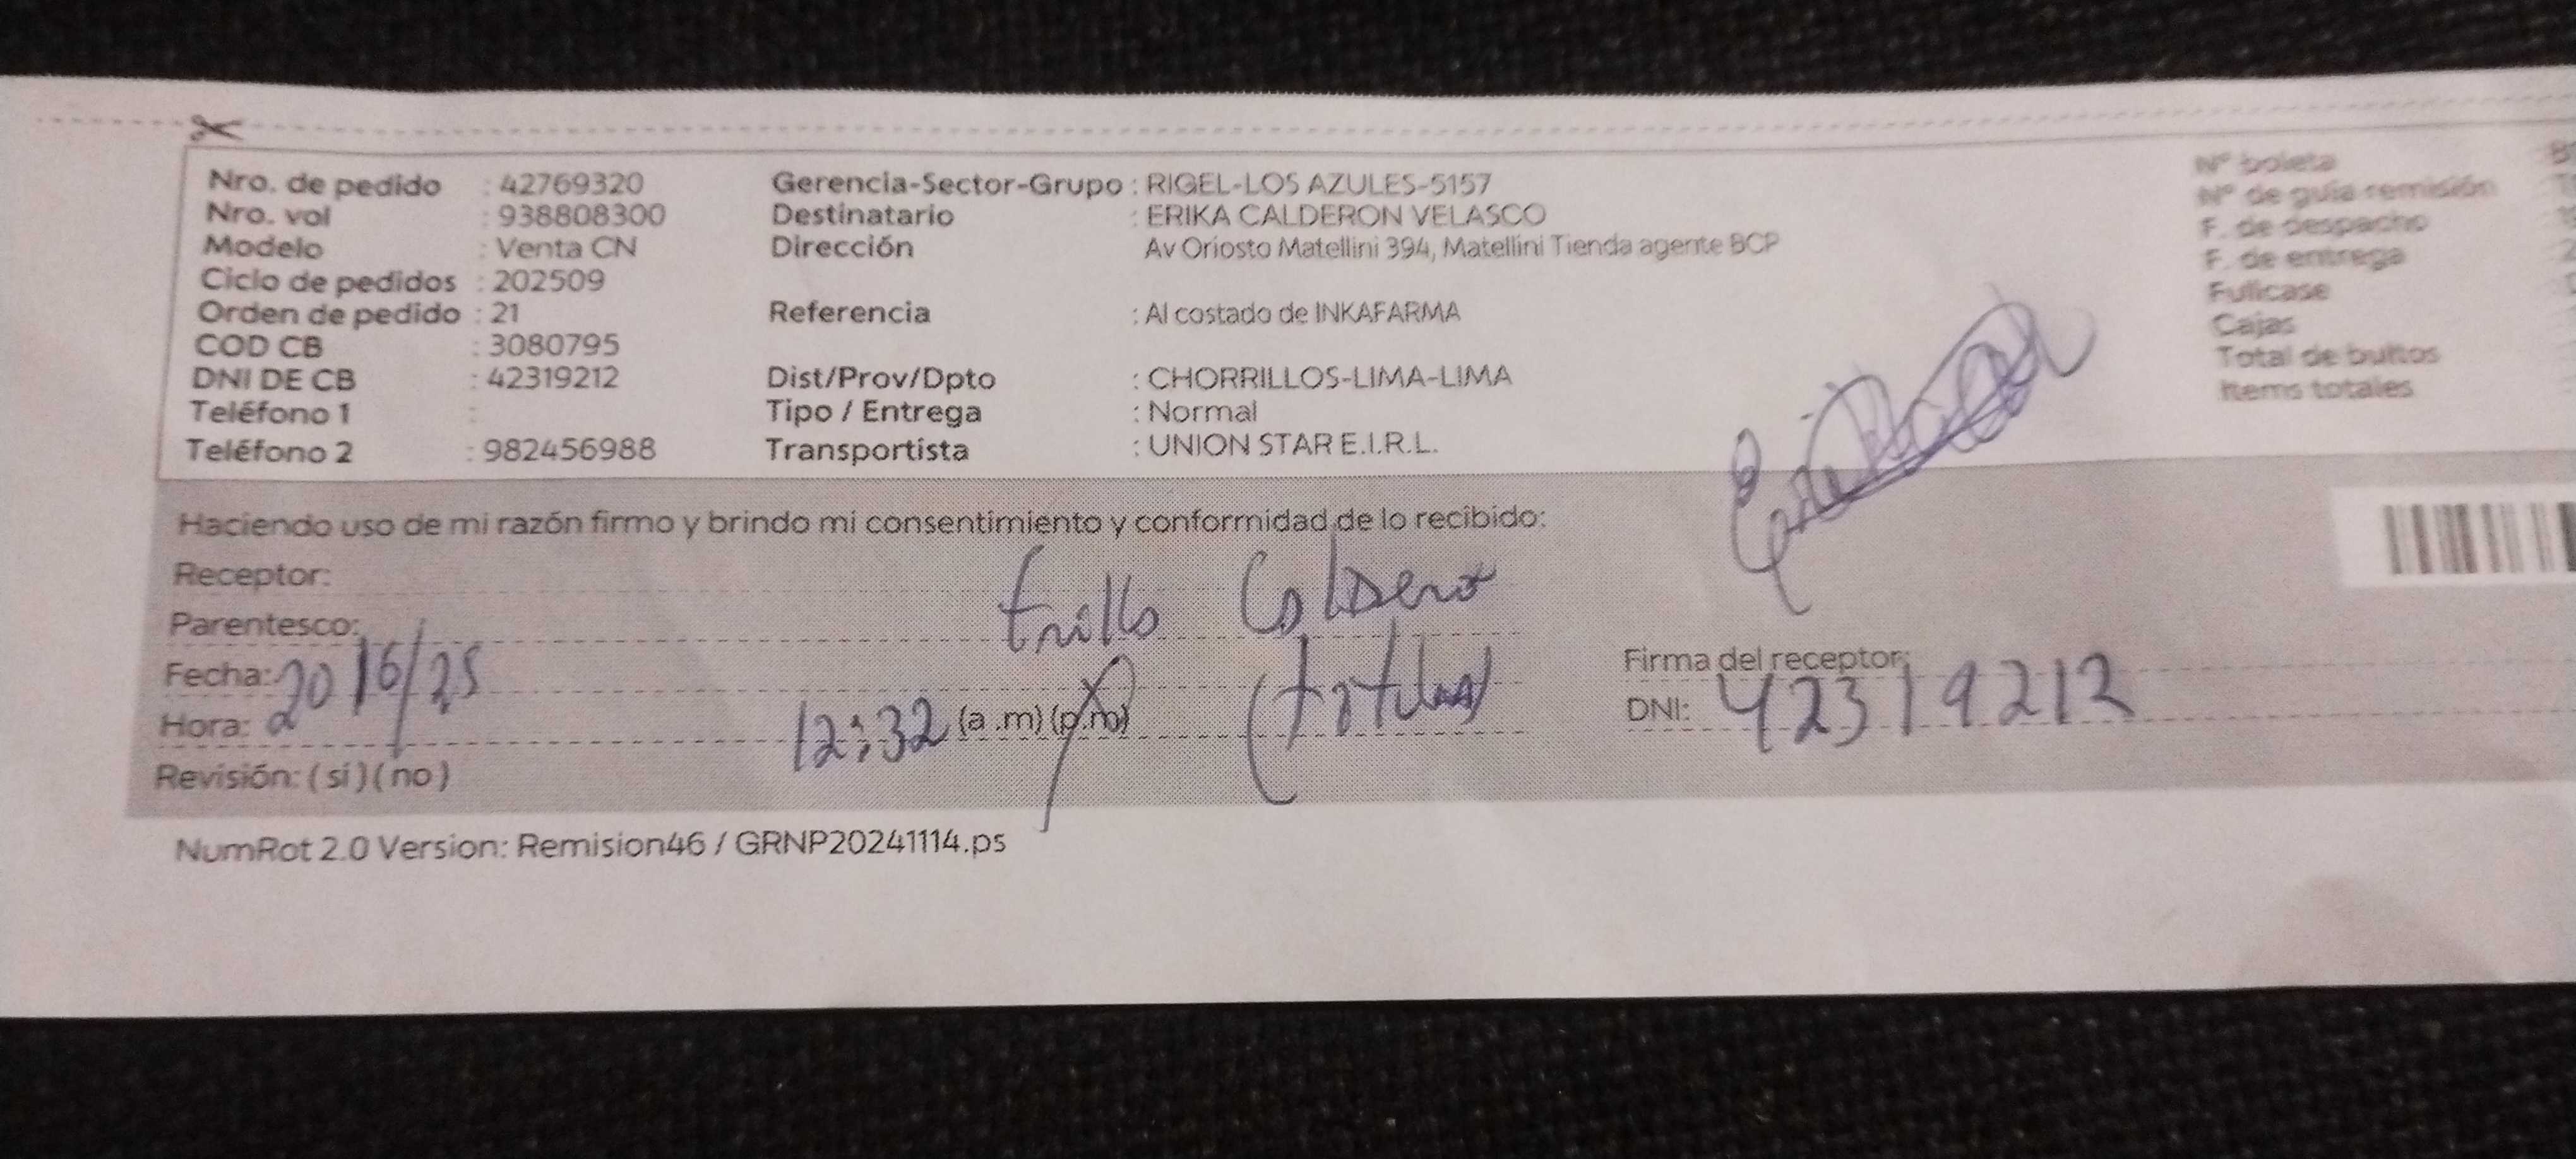 Nro. de pedido : 42769320
Nro. vol : 938808300
Modelo : Venta CN
Ciclo de pedidos : 202509
Orden de pedido : 21
COD CB : 3080795
DNI DE CB : 42319212
Teléfono 1 :
Teléfono 2 : 982456988
Gerencia-Sector-Grupo : RIGEL-LOS AZULES-5157
Destinatario : ERIKA CALDERON VELASCO
Dirección Av Oriosto Matellini 394, Matellini Tienda agente BCP
Referencia : Al costado de INKAFARMA
Dist/Prov/Dpto : CHORRILLOS-LIMA-LIMA
Tipo / Entrega : Normal
Transportista : UNION STAR E.I.R.L.
N° boleta
N° de guía remisión
F. de despacho
F. de entrega
Fullcase
Cajas
Total de bultos
Items totales
Haciendo uso de mi razón firmo y brindo mi consentimiento y conformidad de lo recibido:
Receptor:
Parentesco:
Fecha: 20/6/25
Hora: 12:32 (a.m) (p.m)
Revisión: ( si ) ( no )
Firma del receptor:
DNI: 42319212
NumRot 2.0 Version: Remision46 / GRNP20241114.ps